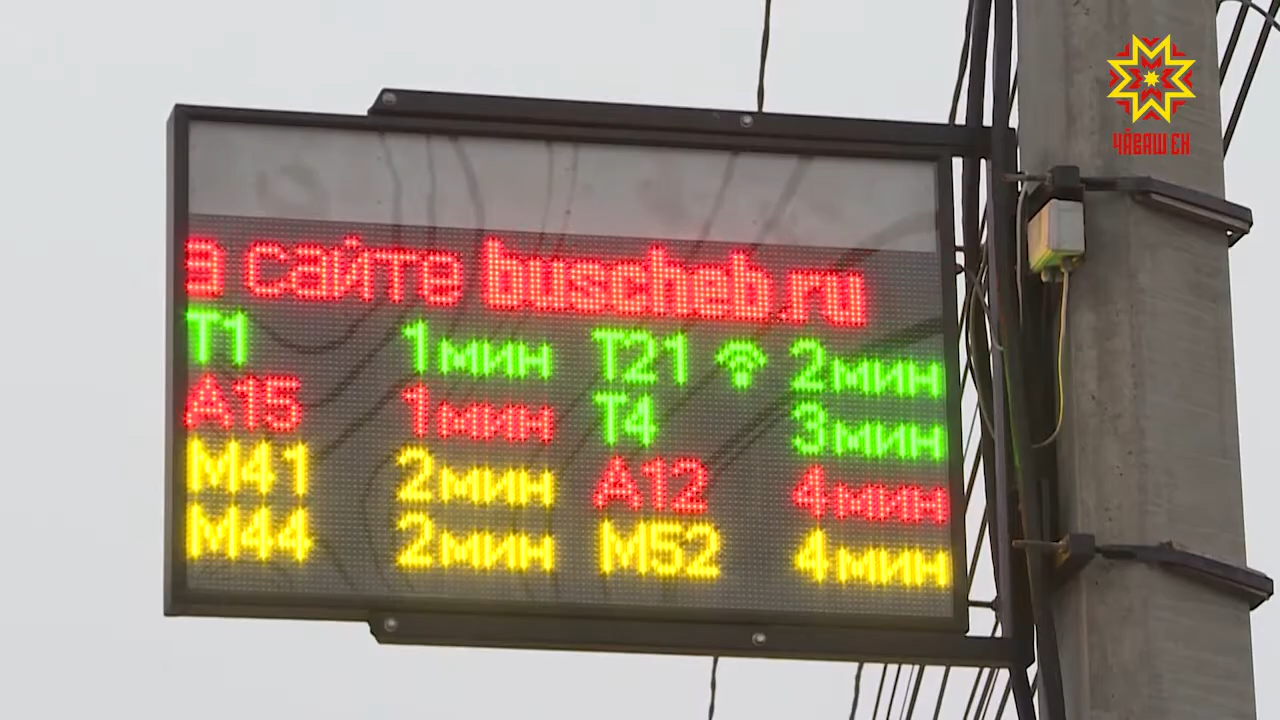 ЧӐВАШ ЕН
а сайте buscheb.ru
Т1 1мин Т21 2мин
А15 1мин Т4 3мин
М41 2мин А12 4мин
М44 2мин М52 4мин